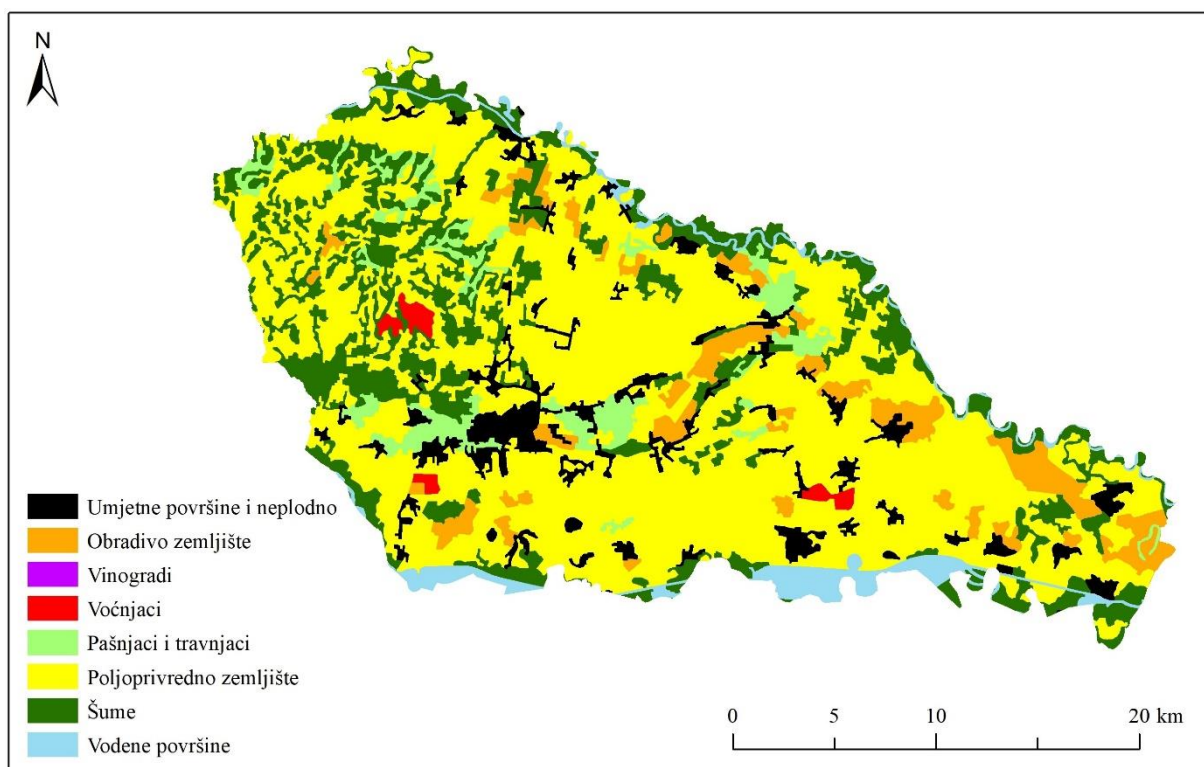 N
Umjetne površine i neplodno
Obradivo zemljište
Vinogradi
Voćnjaci
Pašnjaci i travnjaci
Poljoprivredno zemljište
Šume
Vodene površine
0 5 10 20 km